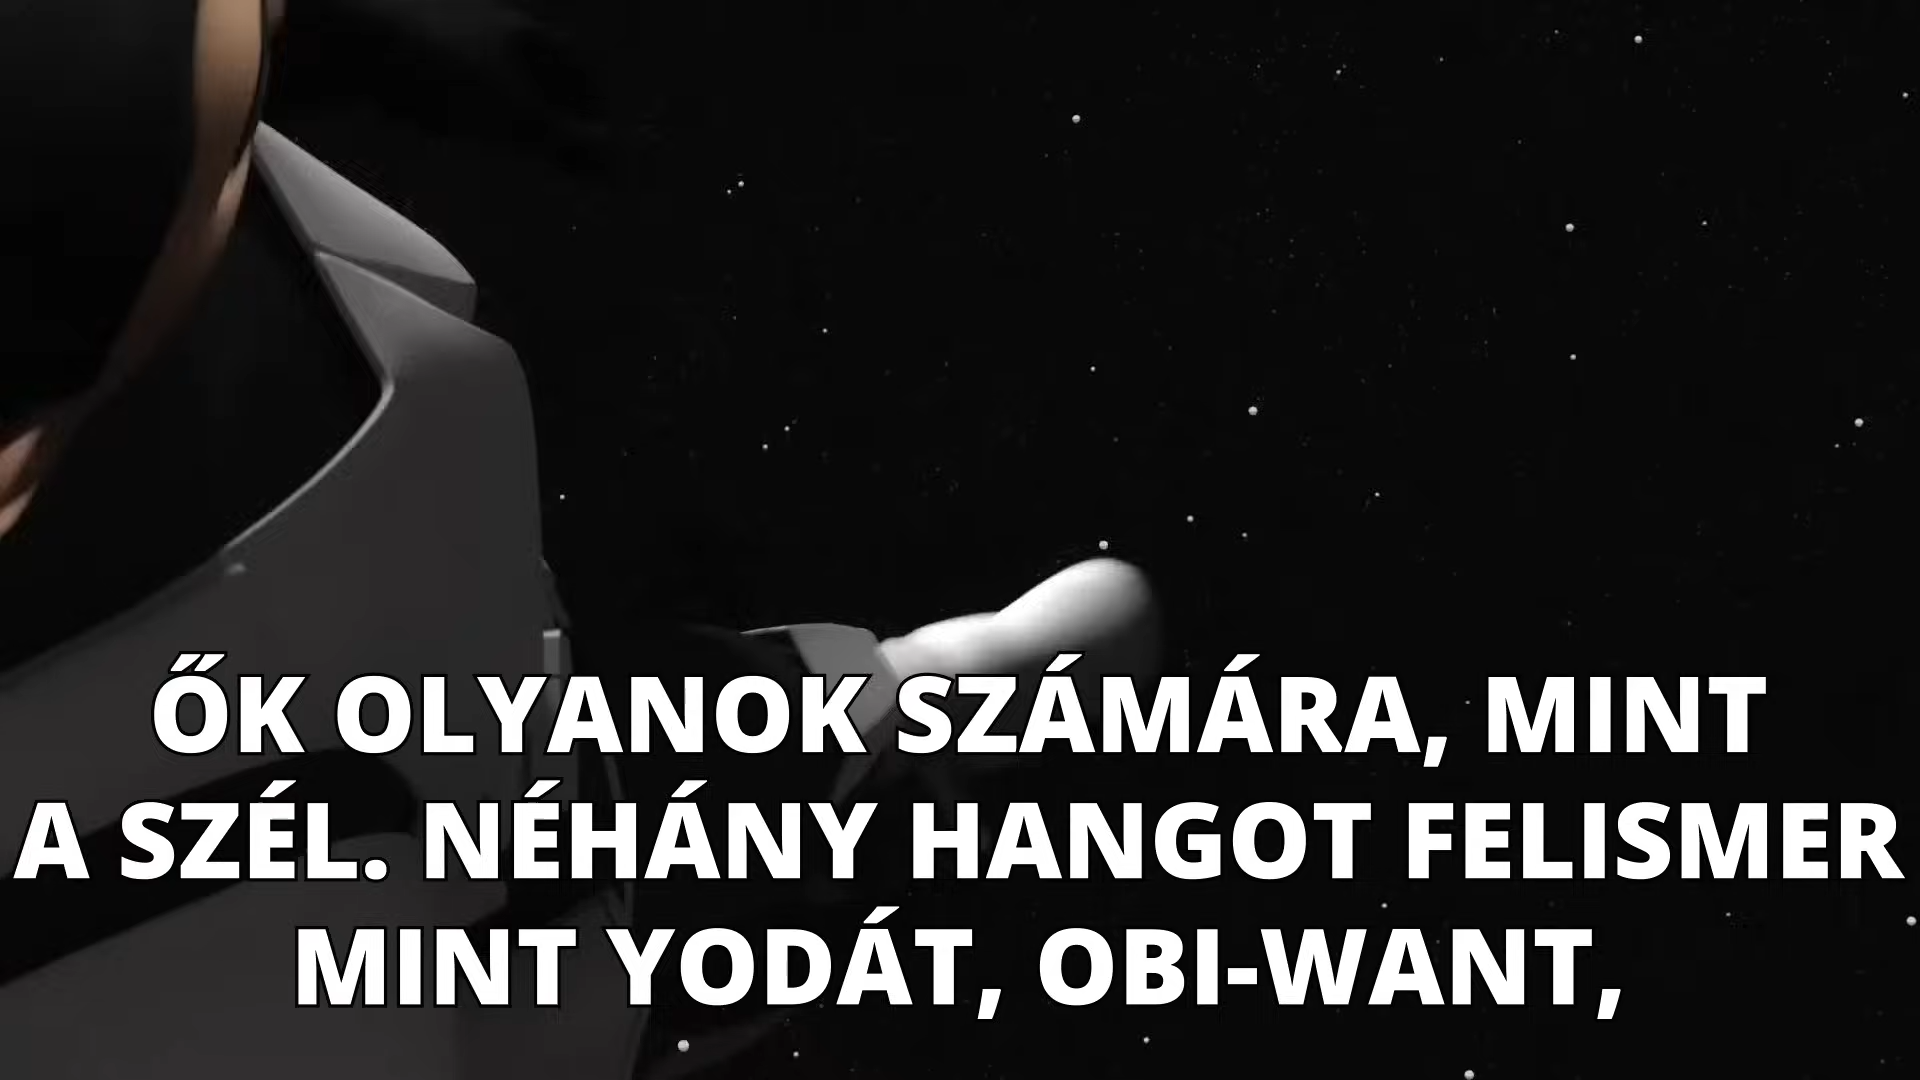 ŐK OLYANOK SZÁMÁRA, MINT
A SZÉL. NÉHÁNY HANGOT FELISMER
MINT YODÁT, OBI-WANT,